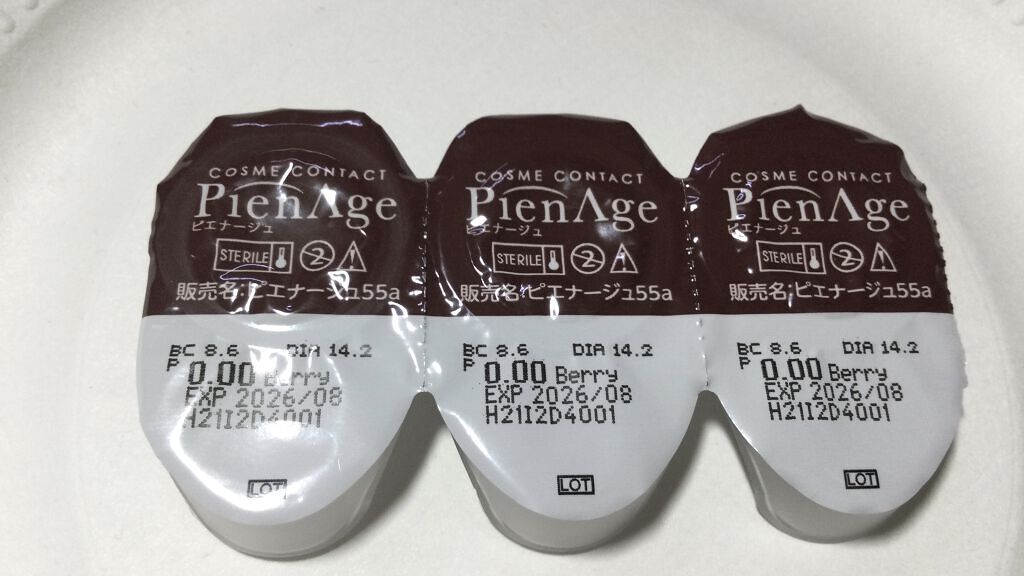 COSME CONTACT
PienAge
ピエナージュ
STERILE 2
販売名:ピエナージュ55a
BC 8.6 DIA 14.2
P 0.00 Berry
EXP 2026/08
H21I2D4001
LOT
COSME CONTACT
PienAge
ピエナージュ
STERILE 2
販売名:ピエナージュ55a
BC 8.6 DIA 14.2
P 0.00 Berry
EXP 2026/08
H21I2D4001
LOT
COSME CONTACT
PienAge
ピエナージュ
STERILE 2
販売名:ピエナージュ55a
BC 8.6 DIA 14.2
P 0.00 Berry
EXP 2026/08
H21I2D4001
LOT